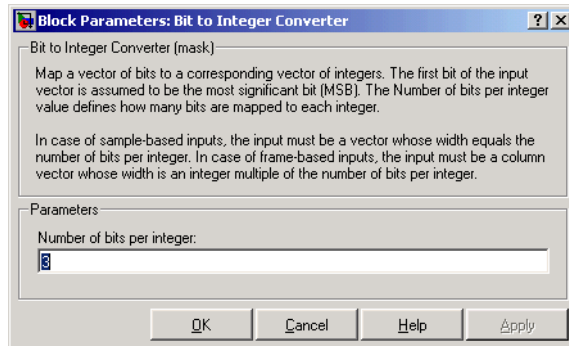 Block Parameters: Bit to Integer Converter
Bit to Integer Converter (mask)
Map a vector of bits to a corresponding vector of integers. The first bit of the input
vector is assumed to be the most significant bit (MSB). The Number of bits per integer
value defines how many bits are mapped to each integer.
In case of sample-based inputs, the input must be a vector whose width equals the
number of bits per integer. In case of frame-based inputs, the input must be a column
vector whose width is an integer multiple of the number of bits per integer.
Parameters
Number of bits per integer:
3
OK Cancel Help Apply